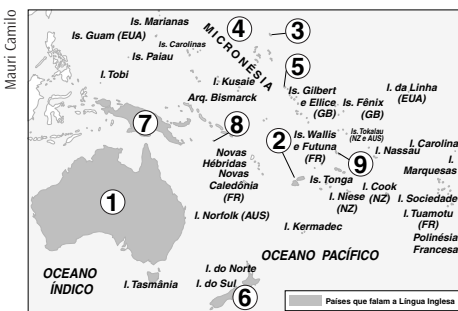 Mauri Camilo
Is. Marianas
Is. Guam (EUA)
Is. Carolinas
Is. Paiau
I. Tobi
MICRONÉSIA
4
3
5
I. Kusaie
Arq. Bismarck
Is. Gilbert
e Ellice
(GB)
Is. Fênix
(GB)
I. da Linha
(EUA)
7
8
2
Is. Wallis
e Futuna
(FR)
Is. Tokalau
(NZ e AUS)
9
I. Nassau
I. Carolina
I.
Marquesas
Novas
Hébridas
Novas
Caledônia
(FR)
1
Is. Tonga
I. Niese
(NZ)
I. Cook
(NZ)
I. Sociedade
I. Tuamotu
(FR)
Polinésia
Francesa
I. Norfolk (AUS)
I. Kermadec
OCEANO PACÍFICO
OCEANO
ÍNDICO
I. Tasmânia
I. do Norte
I. do Sul
6
Países que falam a Língua Inglesa